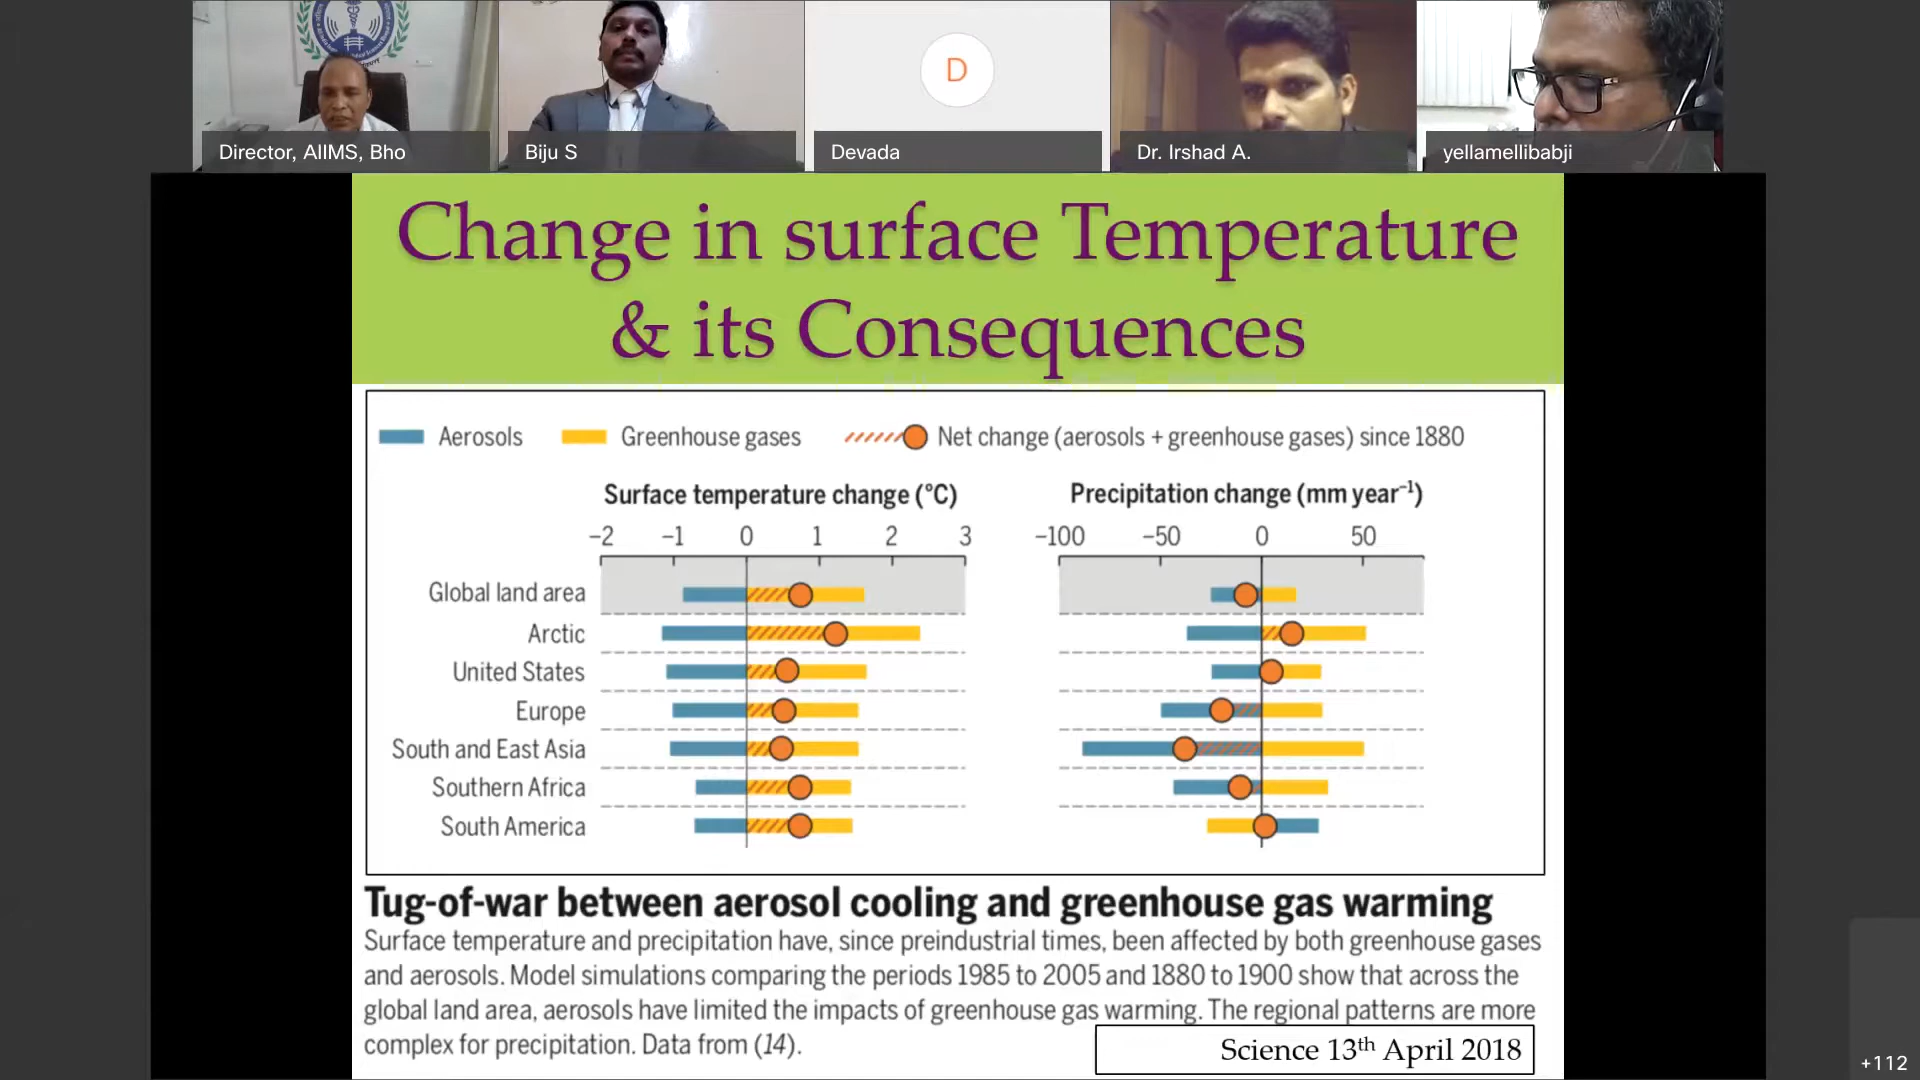 Director, AIIMS, Bho
Biju S
D
Devada
Dr. Irshad A.
yellamellibabji
Change in surface Temperature
& its Consequences
Aerosols
Greenhouse gases
Net change (aerosols + greenhouse gases) since 1880
Surface temperature change (°C)
Precipitation change (mm year⁻¹)
−2 −1 0 1 2 3
−100 −50 0 50
Global land area
Arctic
United States
Europe
South and East Asia
Southern Africa
South America
Tug-of-war between aerosol cooling and greenhouse gas warming
Surface temperature and precipitation have, since preindustrial times, been affected by both greenhouse gases
and aerosols. Model simulations comparing the periods 1985 to 2005 and 1880 to 1900 show that across the
global land area, aerosols have limited the impacts of greenhouse gas warming. The regional patterns are more
complex for precipitation. Data from (14).
Science 13th April 2018
+112